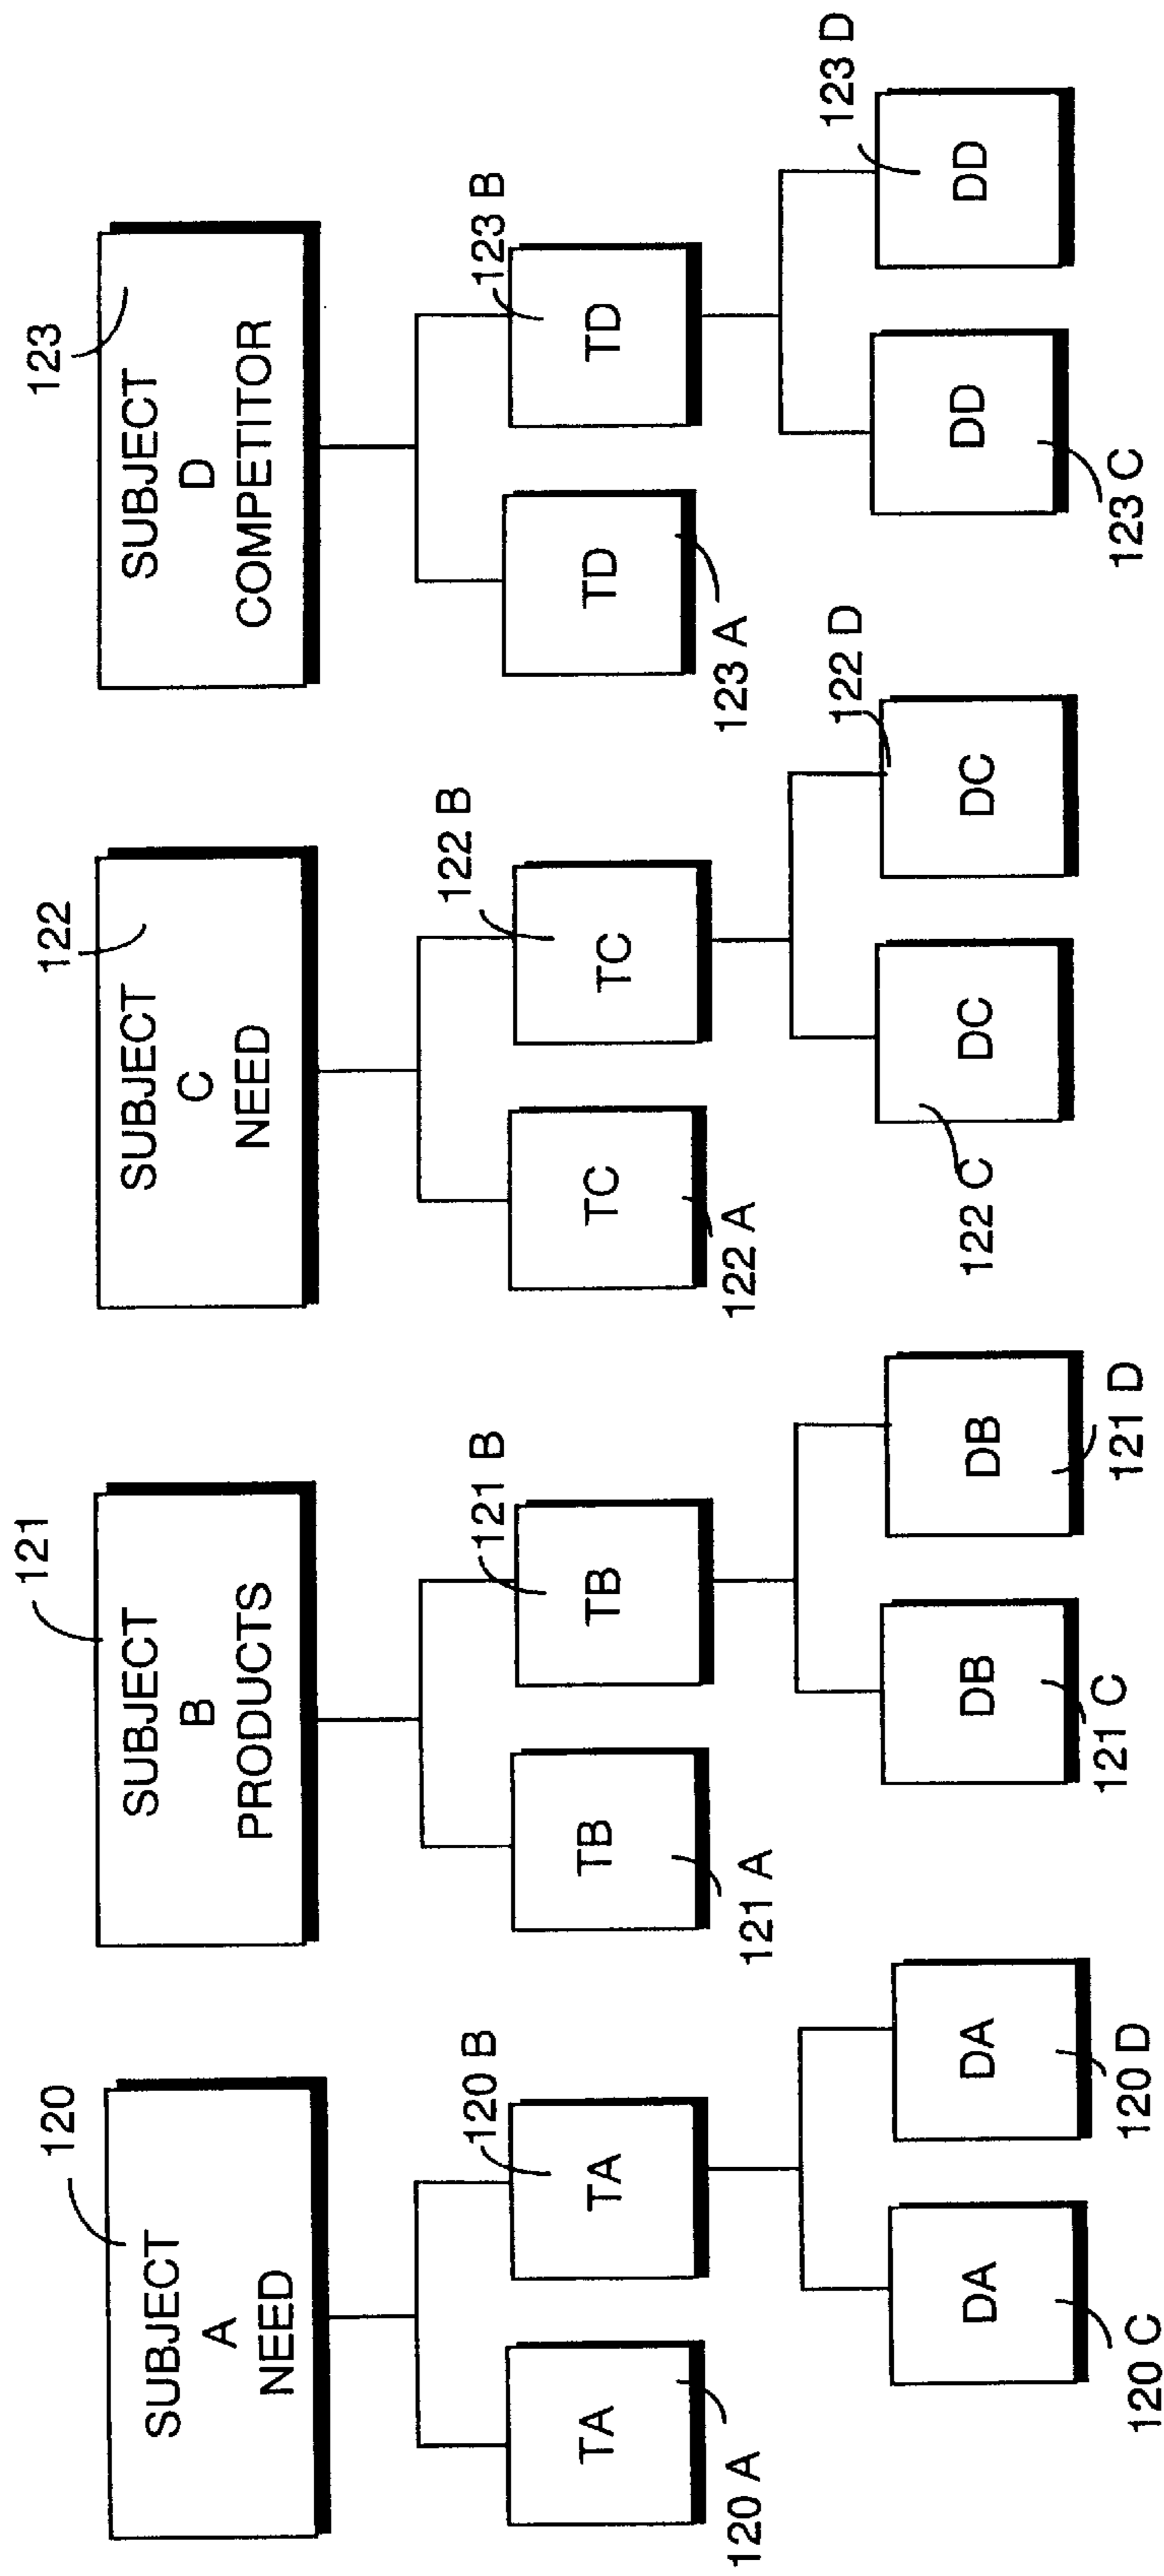 120
SUBJECT
A
NEED
120 B
TA
TA
120 A
DA
DA
120 C
120 D
121
SUBJECT
B
PRODUCTS
121 B
TB
TB
121 A
DB
DB
121 C
121 D
122
SUBJECT
C
NEED
122 B
TC
TC
122 A
122 D
DC
DC
122 C
123
SUBJECT
D
COMPETITOR
123 B
TD
TD
123 A
123 D
DD
DD
123 C